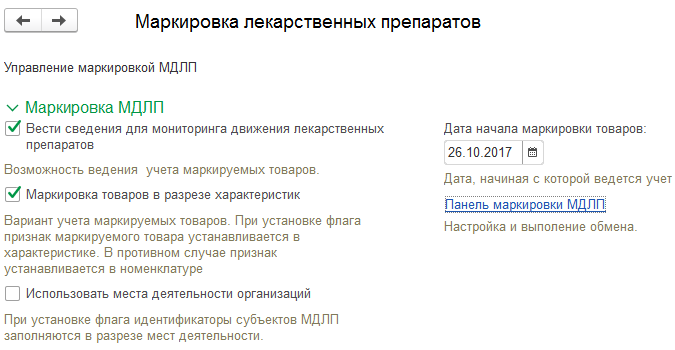 Маркировка лекарственных препаратов
Управление маркировкой МДЛП
Маркировка МДЛП
Вести сведения для мониторинга движения лекарственных
препаратов
Возможность ведения учета маркируемых товаров.
Маркировка товаров в разрезе характеристик
Вариант учета маркируемых товаров. При установке флага
признак маркируемого товара устанавливается в
характеристике. В противном случае признак
устанавливается в номенклатуре
Использовать места деятельности организаций
При установке флага идентификаторы субъектов МДЛП
заполняются в разрезе мест деятельности.
Дата начала маркировки товаров:
26.10.2017
Дата, начиная с которой ведется учет
Панель маркировки МДЛП
Настройка и выполение обмена.